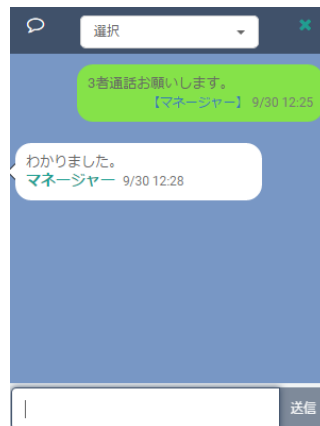 選択
3者通話お願いします。
【マネージャー】 9/30 12:25
わかりました。
マネージャー 9/30 12:28
送信